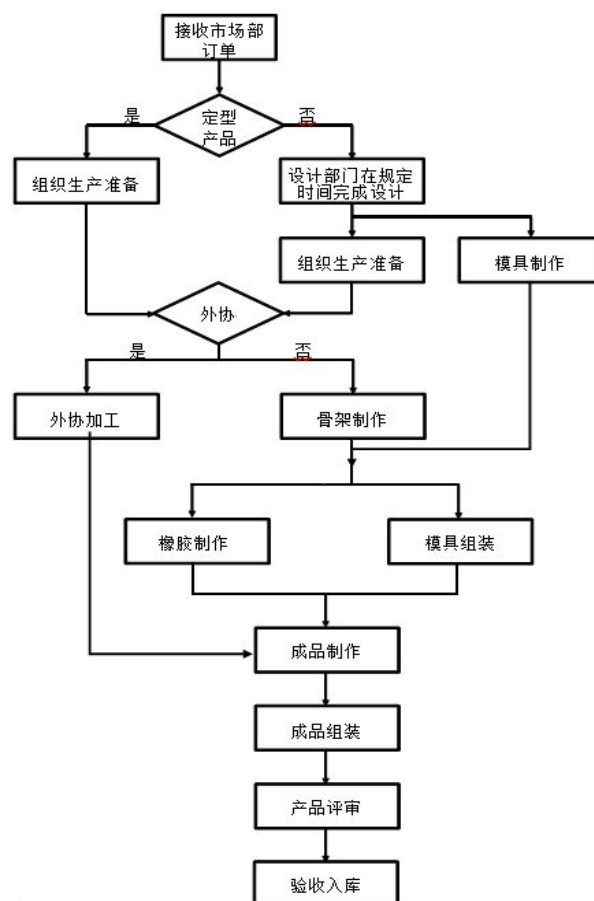 接收市场部
订单
定型
产品
是
否
组织生产准备
设计部门在规定
时间完成设计
组织生产准备
模具制作
外协
是
否
外协加工
骨架制作
橡胶制作
模具组装
成品制作
成品组装
产品评审
验收入库